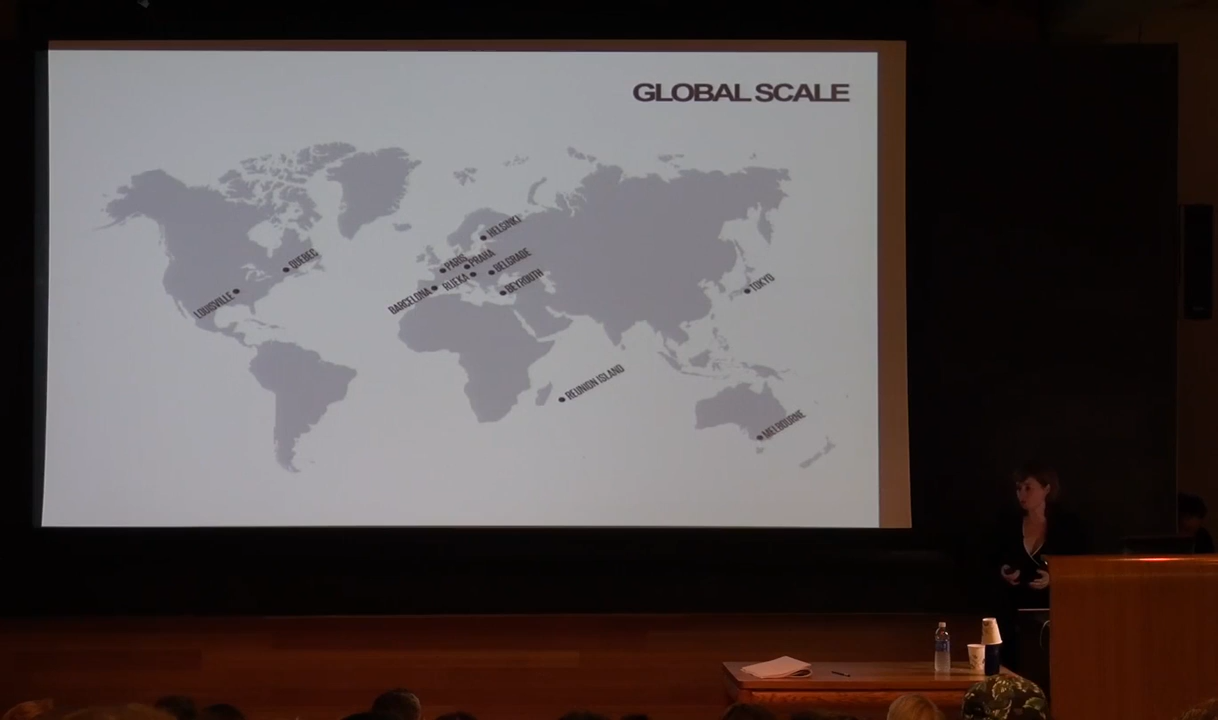 GLOBAL SCALE
HELSINKI
QUEBEC
PARIS
PRAHA
BELGRADE
RIJEKA
BEYROUTH
BARCELONA
LOUISVILLE
TOKYO
REUNION ISLAND
MELBOURNE